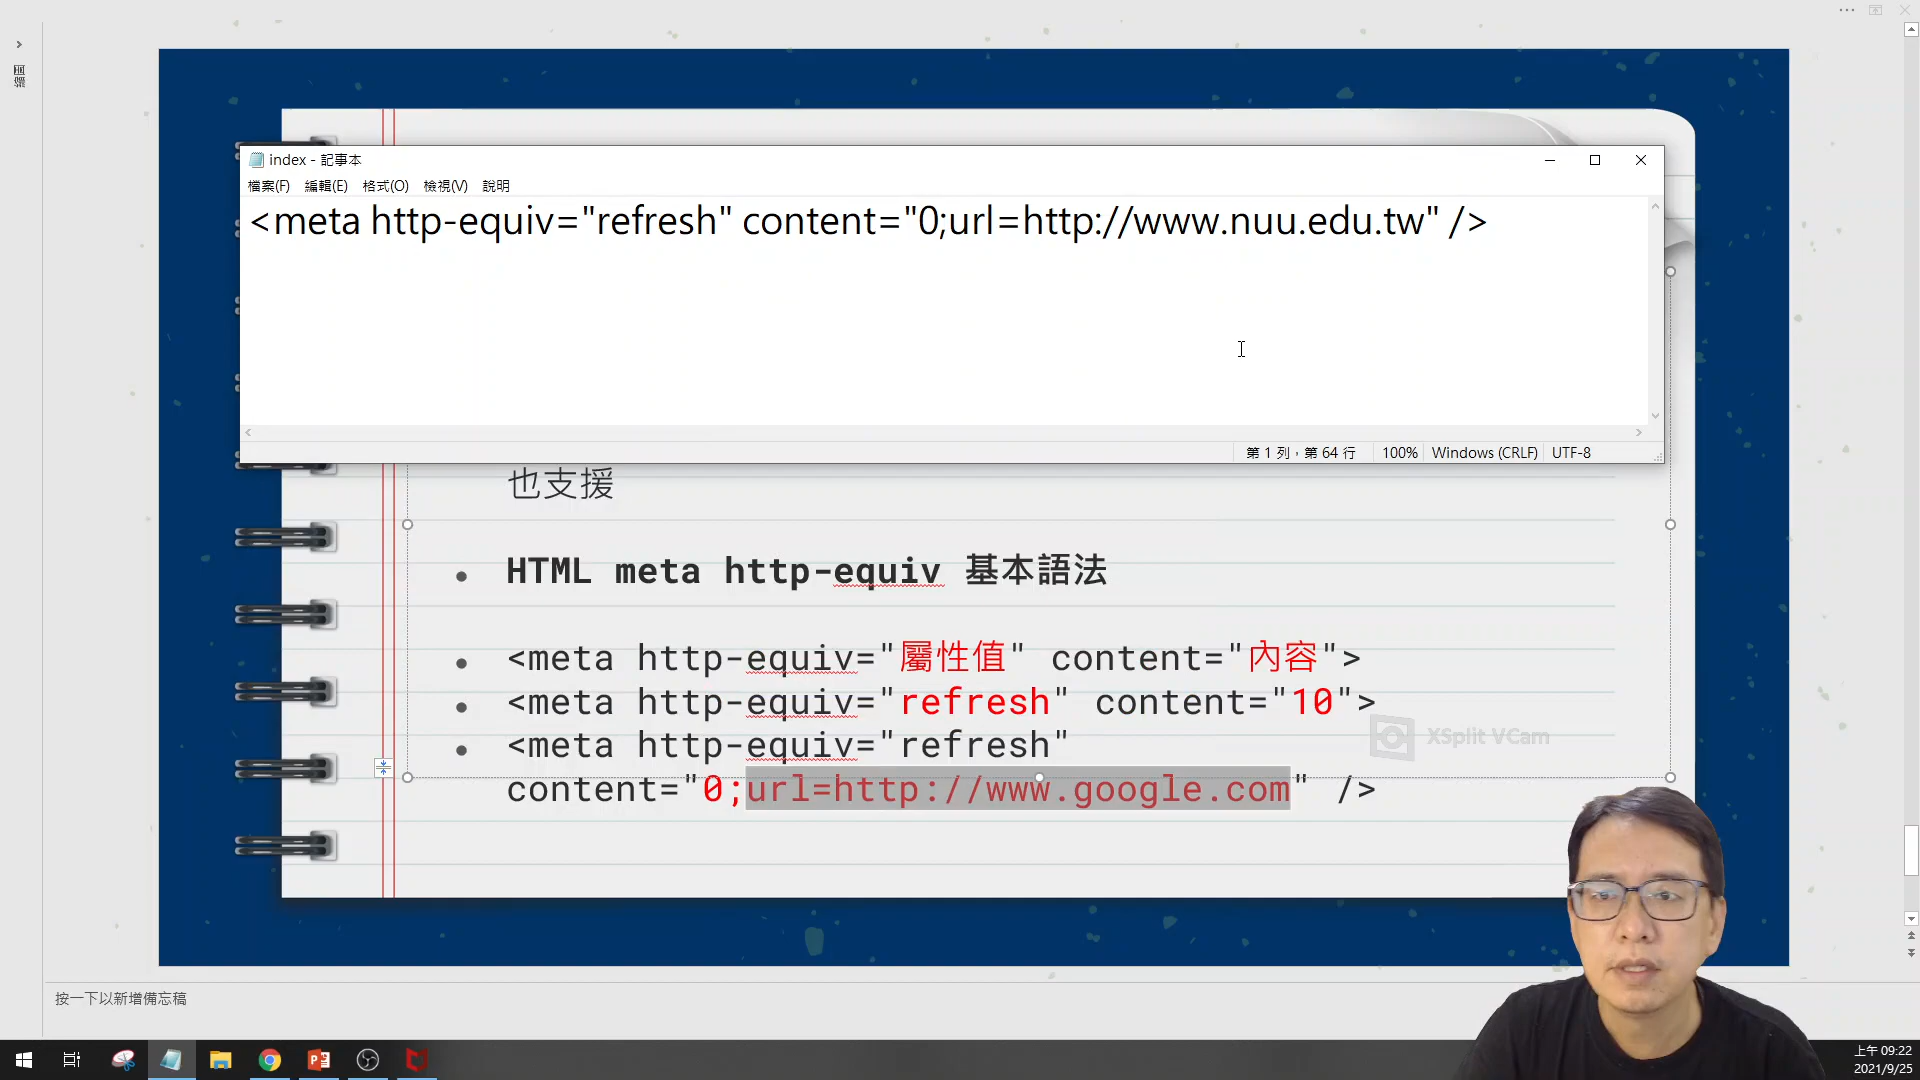 縮圖
index - 記事本
檔案(F) 編輯(E) 格式(O) 檢視(V) 說明
<meta http-equiv="refresh" content="0;url=http://www.nuu.edu.tw" />
第 1 列，第 64 行 100% Windows (CRLF) UTF-8
也支援
HTML meta http-equiv 基本語法
<meta http-equiv="屬性值" content="內容">
<meta http-equiv="refresh" content="10">
<meta http-equiv="refresh"
content="0;url=http://www.google.com" />
XSplit VCam
按一下以新增備忘稿
上午 09:22
2021/9/25